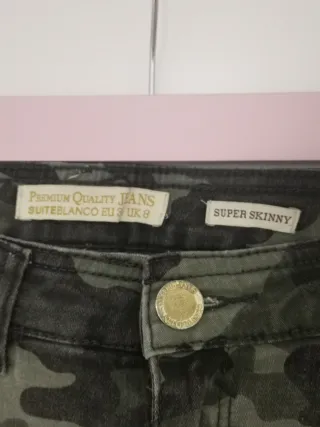 PREMIUM QUALITY JEANS
SUITEBLANCO EU 3 UK 8
SUPER SKINNY